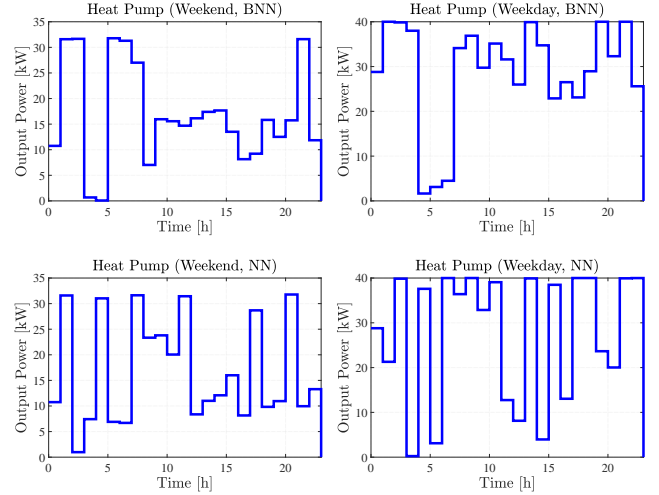 Heat Pump (Weekend, BNN)
Output Power [kW]
35
30
25
20
15
10
5
0
0 5 10 15 20
Time [h]
Heat Pump (Weekday, BNN)
Output Power [kW]
40
30
20
10
0
0 5 10 15 20
Time [h]
Heat Pump (Weekend, NN)
Output Power [kW]
35
30
25
20
15
10
5
0
0 5 10 15 20
Time [h]
Heat Pump (Weekday, NN)
Output Power [kW]
40
30
20
10
0
0 5 10 15 20
Time [h]